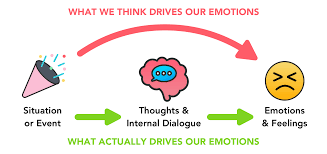 WHAT WE THINK DRIVES OUR EMOTIONS
Situation
or Event
Thoughts &
Internal Dialogue
Emotions
& Feelings
WHAT ACTUALLY DRIVES OUR EMOTIONS